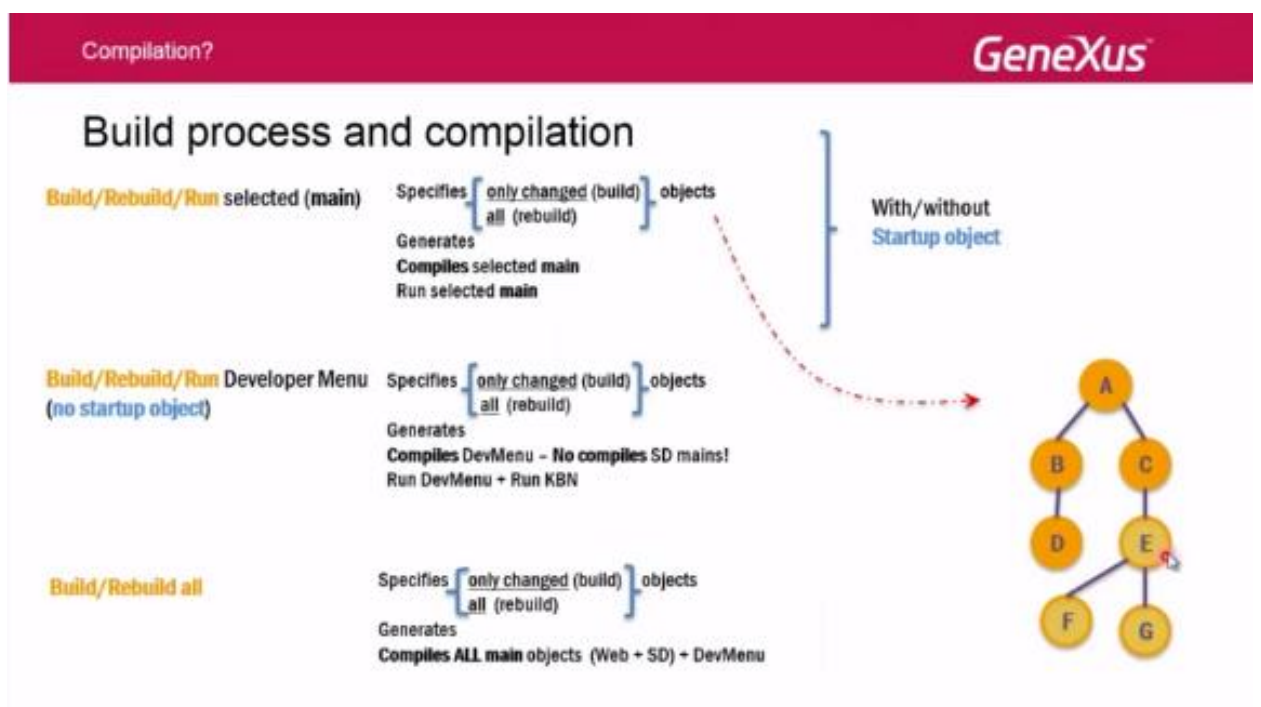 Compilation?
GeneXus™
Build process and compilation
Build/Rebuild/Run selected (main)
Specifies only changed (build) objects
all (rebuild)
Generates
Compiles selected main
Run selected main
With/without
Startup object
Build/Rebuild/Run Developer Menu
(no startup object)
Specifies only changed (build) objects
all (rebuild)
Generates
Compiles DevMenu – No compiles SD mains!
Run DevMenu + Run KBN
Build/Rebuild all
Specifies only changed (build) objects
all (rebuild)
Generates
Compiles ALL main objects (Web + SD) + DevMenu
A
B C
D E
F G